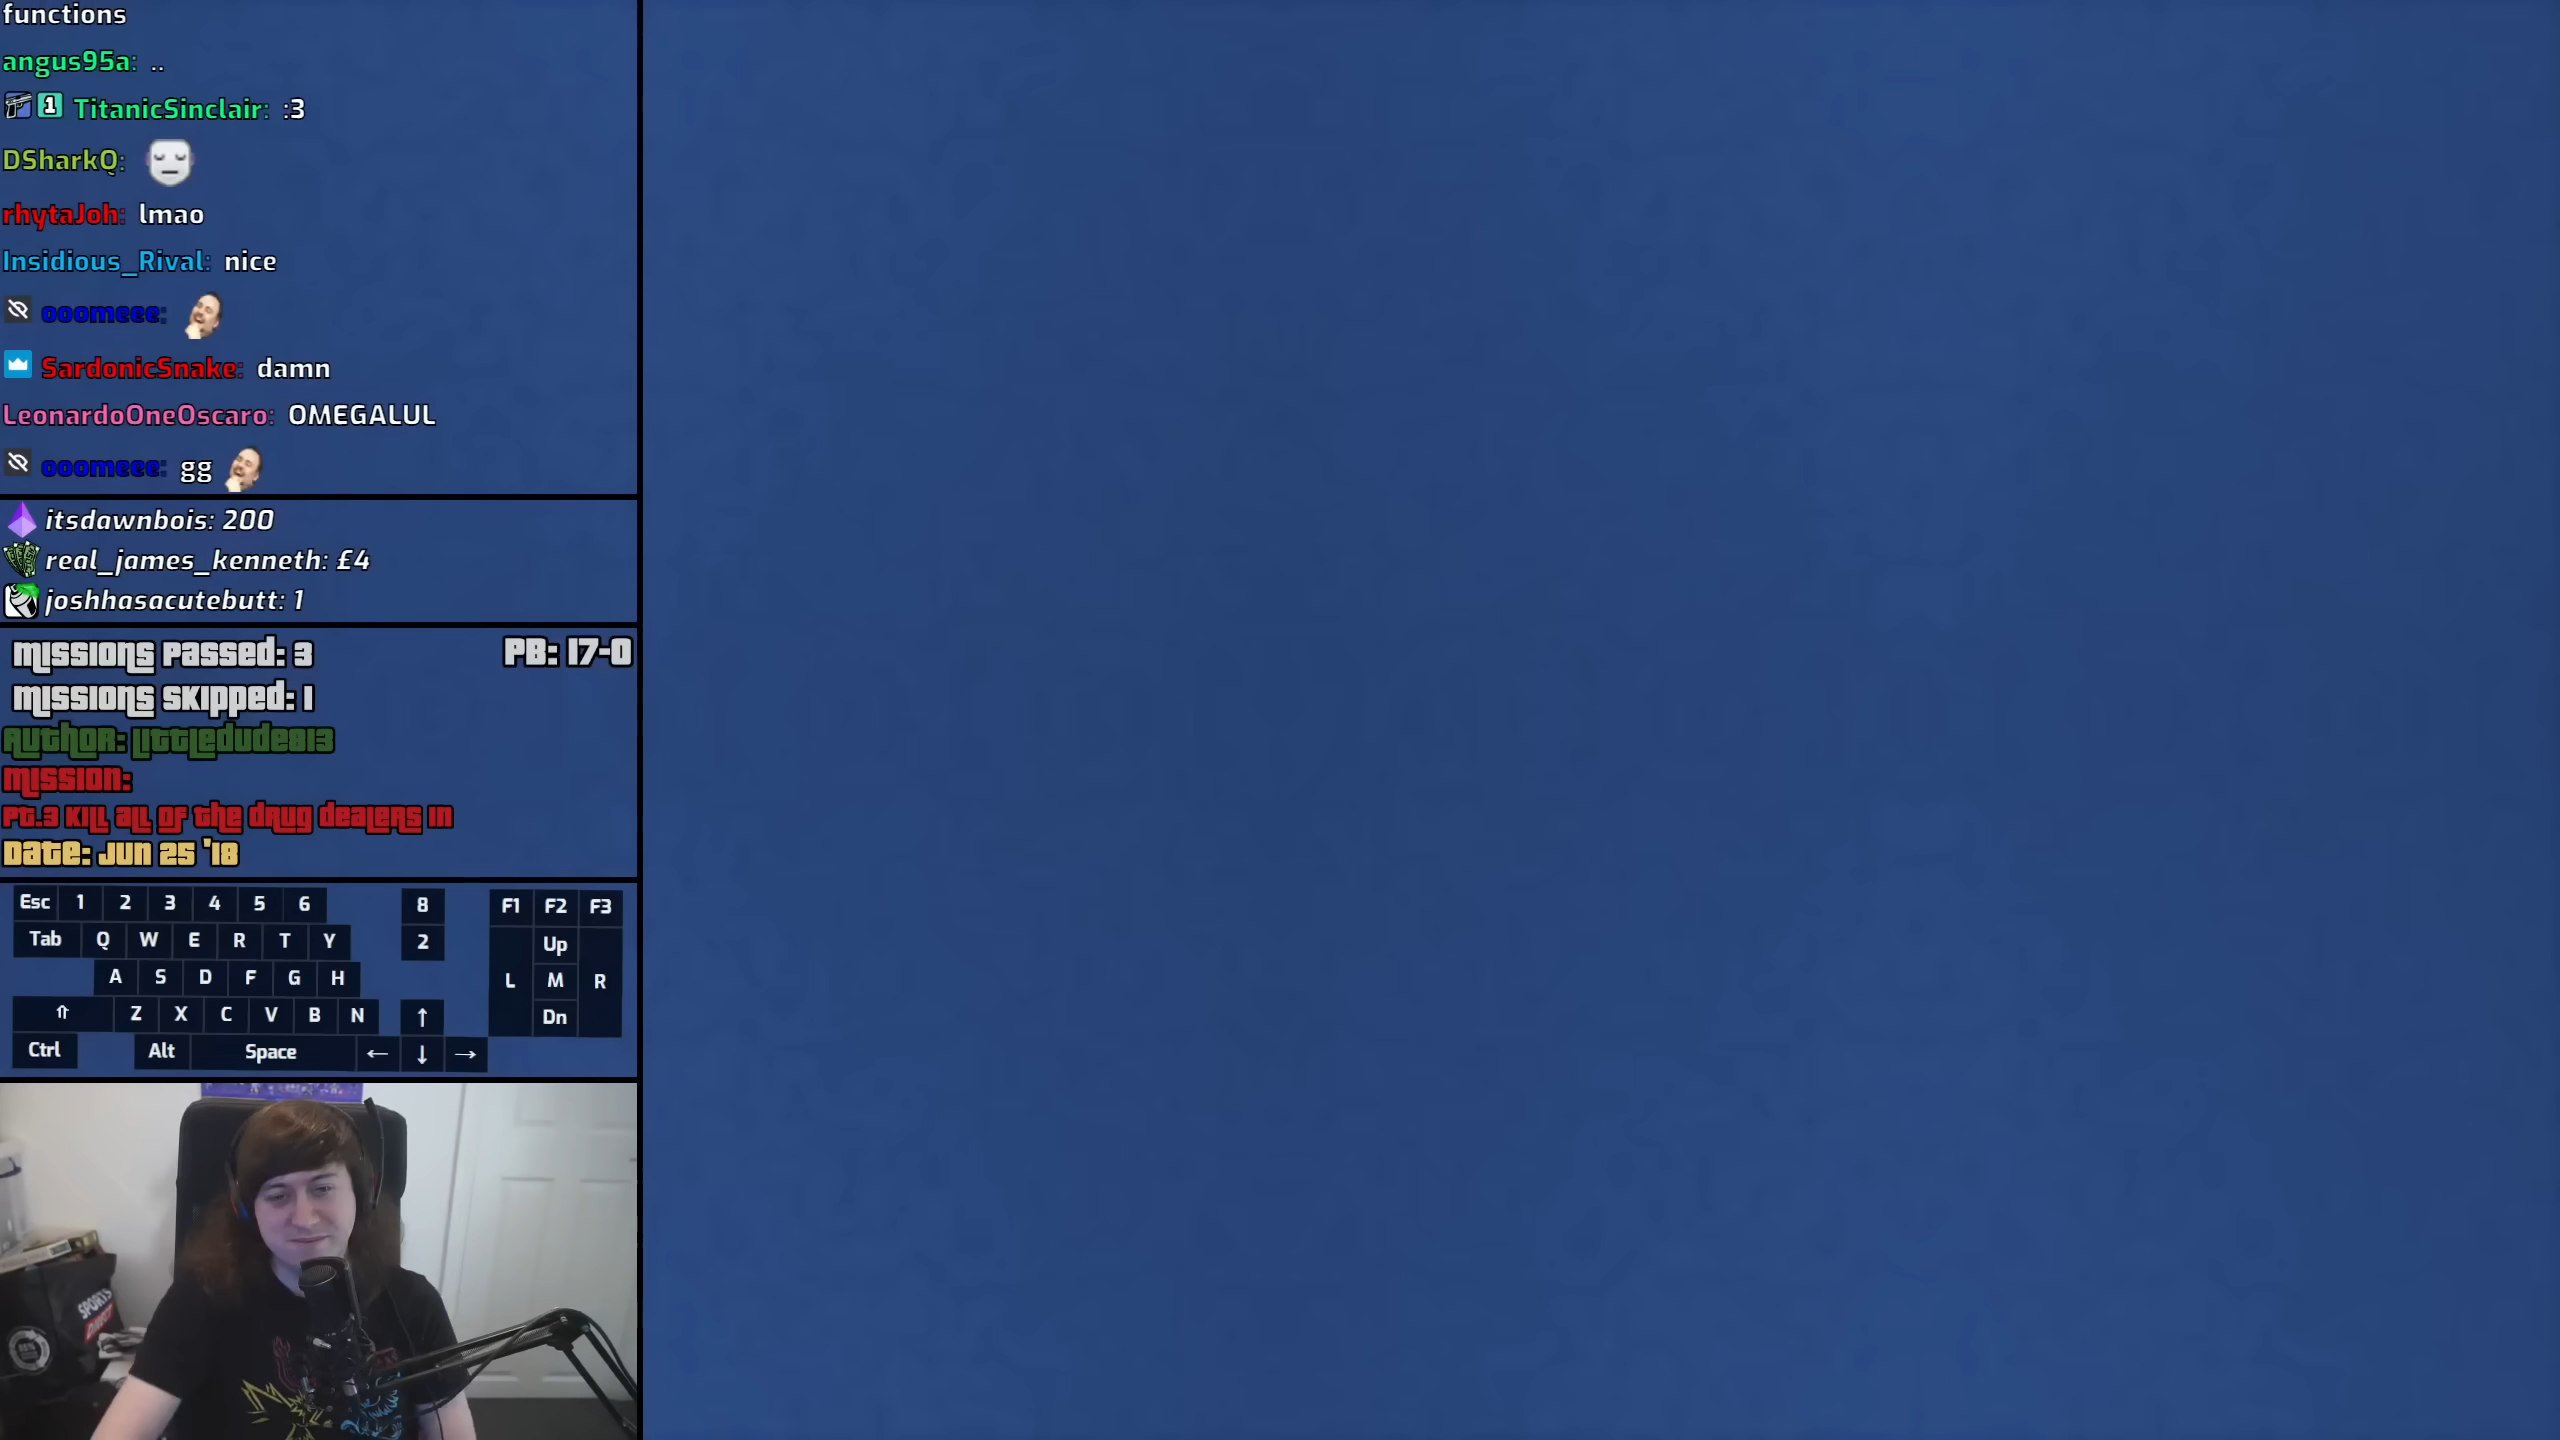 functions
angus95a: ..
1 TitanicSinclair: :3
DSharkQ:
rhytaJoh: lmao
Insidious_Rival: nice
ooomeee:
SardonicSnake: damn
LeonardoOneOscaro: OMEGALUL
ooomeee: gg
itsdawnbois: 200
real_james_kenneth: £4
joshhasacutebutt: 1
Missions Passed: 3 PB: 17-0
Missions Skipped: 1
Author: littledude813
Mission:
Pt.3 Kill all of the drug dealers in
Date: Jun 25 '18
Esc 1 2 3 4 5 6 8 F1 F2 F3
Tab Q W E R T Y 2 Up
A S D F G H L M R
⇧ Z X C V B N ↑ Dn
Ctrl Alt Space ← ↓ →
SPORTS
DIRECT